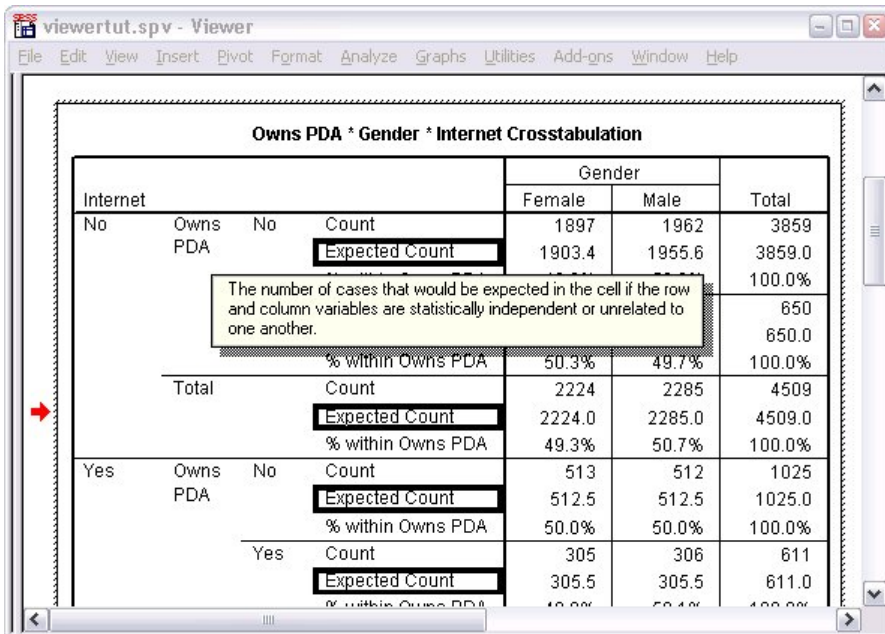 viewertut.spv - Viewer
File Edit View Insert Pivot Format Analyze Graphs Utilities Add-ons Window Help
Owns PDA * Gender * Internet Crosstabulation
Gender
Internet Female Male Total
No Owns No Count 1897 1962 3859
PDA Expected Count 1903.4 1955.6 3859.0
100.0%
The number of cases that would be expected in the cell if the row
and column variables are statistically independent or unrelated to
one another.
650
650.0
% within Owns PDA 50.3% 49.7% 100.0%
Total Count 2224 2285 4509
Expected Count 2224.0 2285.0 4509.0
% within Owns PDA 49.3% 50.7% 100.0%
Yes Owns No Count 513 512 1025
PDA Expected Count 512.5 512.5 1025.0
% within Owns PDA 50.0% 50.0% 100.0%
Yes Count 305 306 611
Expected Count 305.5 305.5 611.0
% within Owns PDA